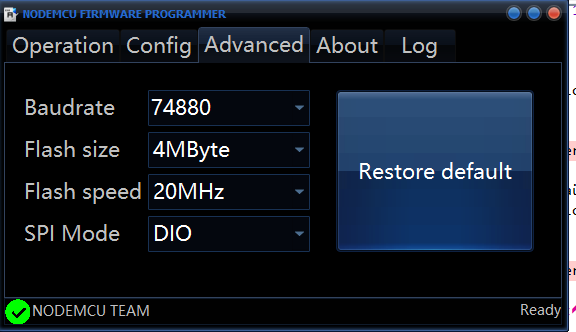 NODEMCU FIRMWARE PROGRAMMER
Operation Config Advanced About Log
Baudrate 74880
Flash size 4MByte
Flash speed 20MHz
SPI Mode DIO
Restore default
NODEMCU TEAM Ready